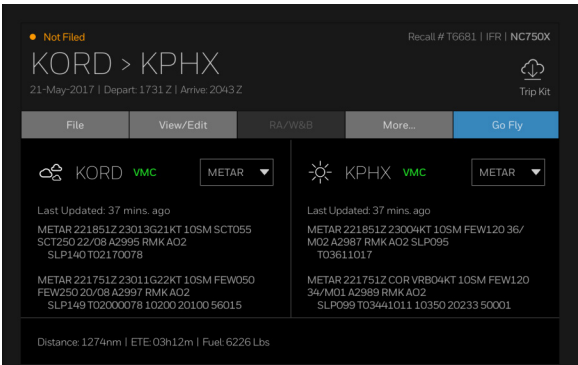 Not Filed
Recall # T6681 | IFR | NC750X
KORD > KPHX
21-May-2017 | Depart: 1731 Z | Arrive: 2043 Z
Trip Kit
File
View/Edit
RA/W&B
More...
Go Fly
KORD VMC METAR
Last Updated: 37 mins. ago
METAR 221851Z 23013G21KT 10SM SCT055
SCT250 22/08 A2995 RMK AO2
SLP140 T02170078
METAR 221751Z 23011G22KT 10SM FEW050
FEW250 20/08 A2997 RMK AO2
SLP149 T02000078 10200 20100 56015
KPHX VMC METAR
Last Updated: 37 mins. ago
METAR 221851Z 23004KT 10SM FEW120 36/
M02 A2987 RMK AO2 SLP095
T03611017
METAR 221751Z COR VRB04KT 10SM FEW120
34/M01 A2989 RMK AO2
SLP099 T03441011 10350 20233 50001
Distance: 1274nm | ETE: 03h12m | Fuel: 6226 Lbs